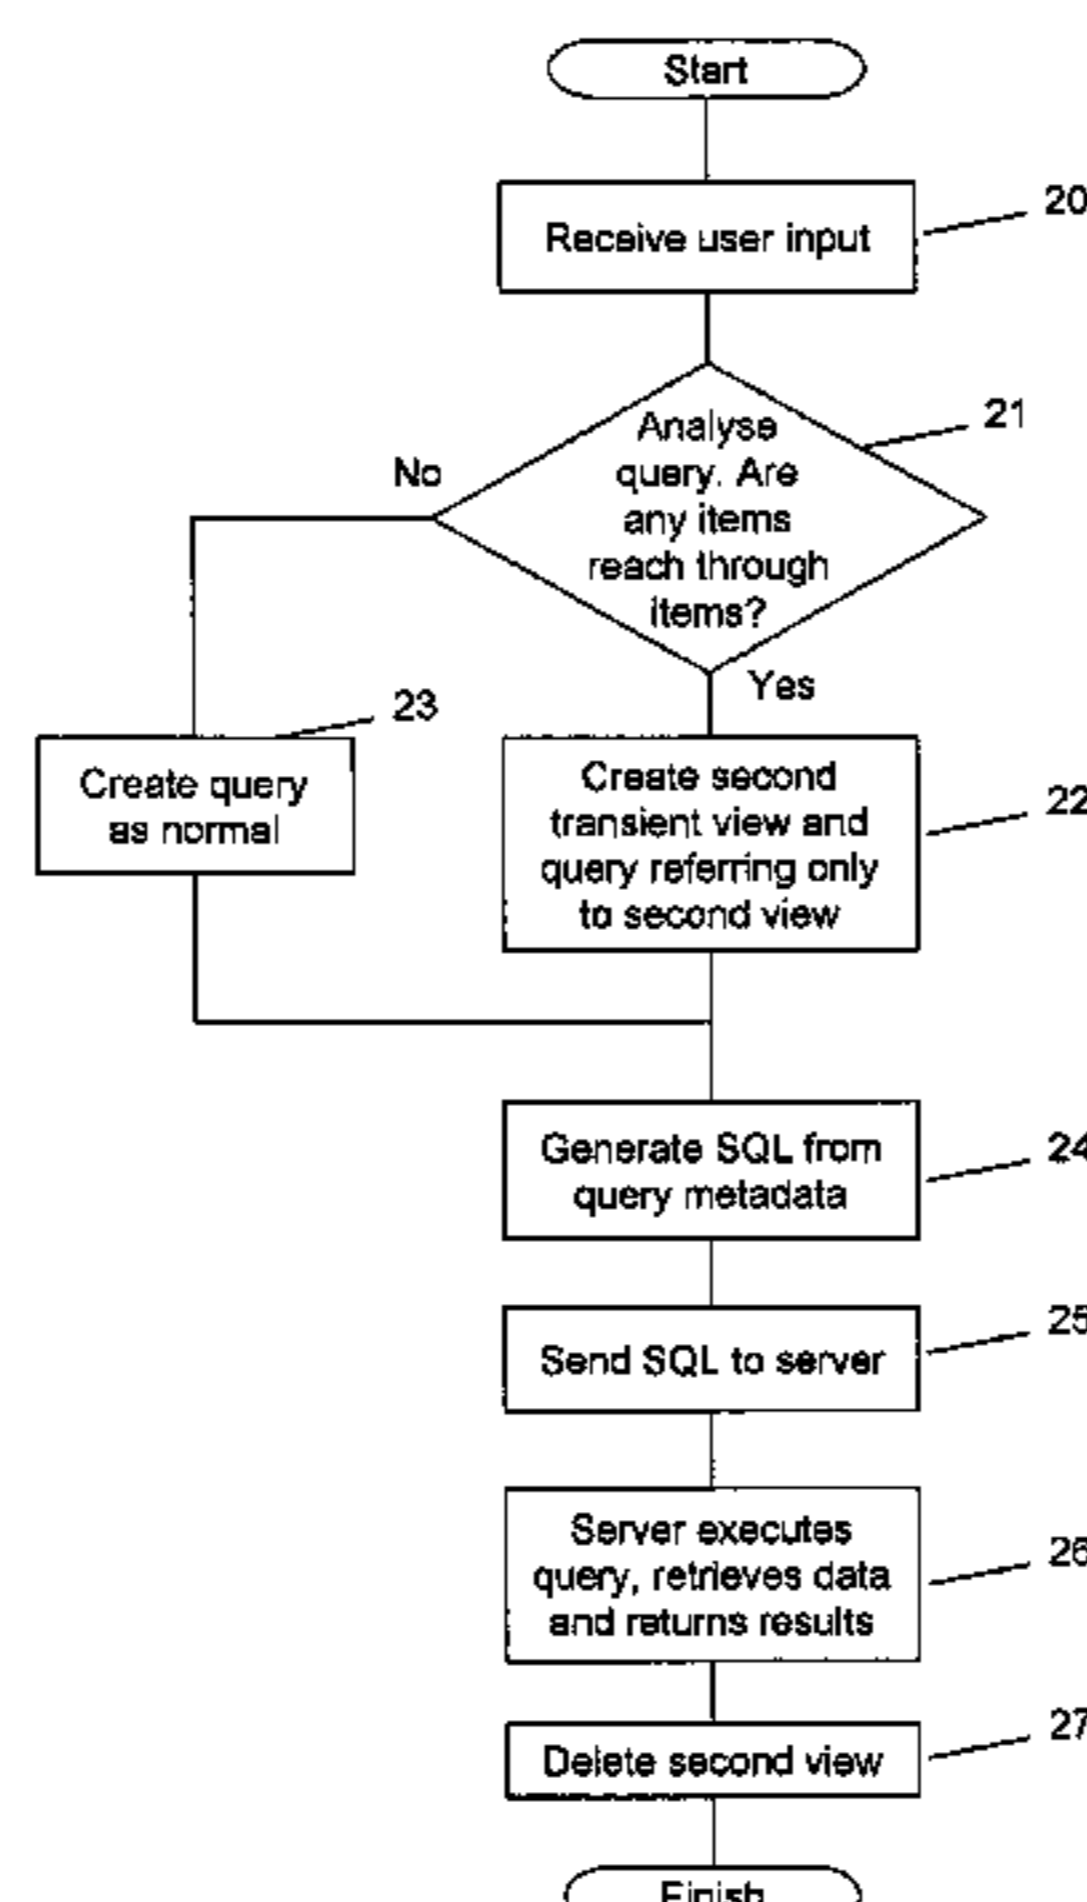 Start
Receive user input
20
Analyse
query. Are
any items
reach through
items?
21
No
Yes
23
Create query
as normal
Create second
transient view and
query referring only
to second view
22
Generate SQL from
query metadata
24
Send SQL to server
25
Server executes
query, retrieves data
and returns results
26
Delete second view
27
Finish